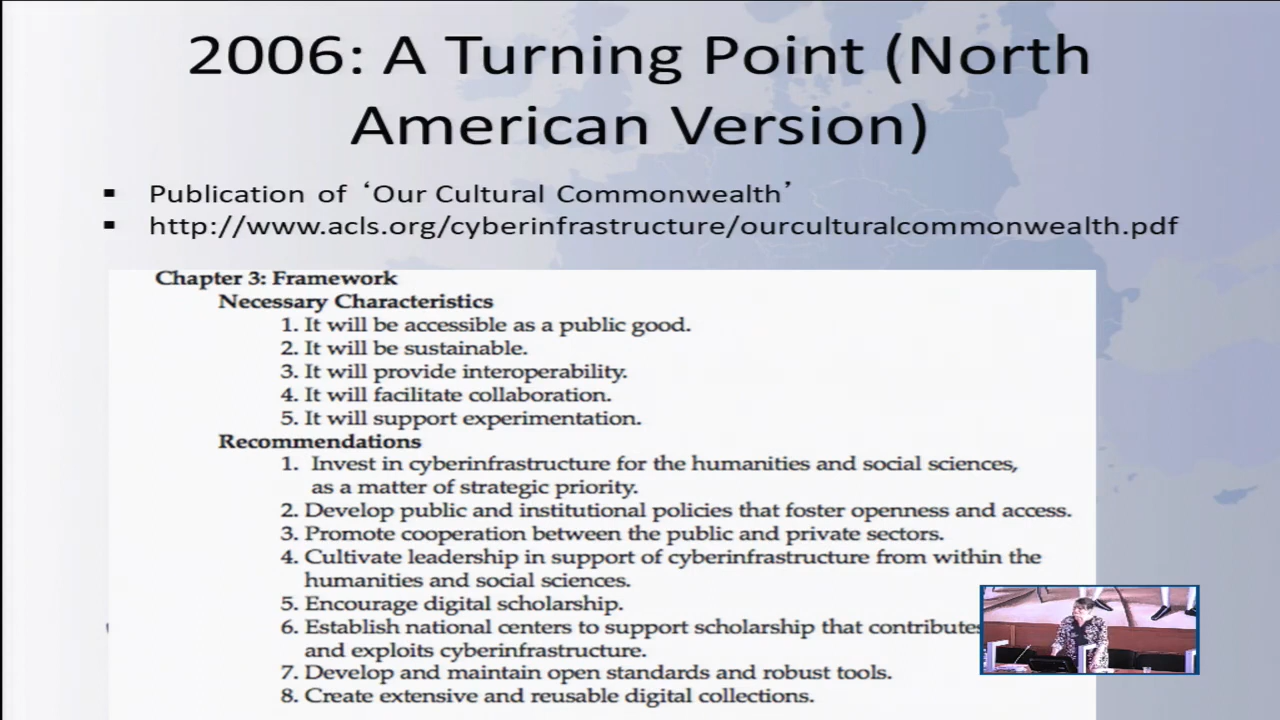 2006: A Turning Point (North
American Version)
▪ Publication of ‘Our Cultural Commonwealth’
▪ http://www.acls.org/cyberinfrastructure/ourculturalcommonwealth.pdf
Chapter 3: Framework
Necessary Characteristics
1. It will be accessible as a public good.
2. It will be sustainable.
3. It will provide interoperability.
4. It will facilitate collaboration.
5. It will support experimentation.
Recommendations
1. Invest in cyberinfrastructure for the humanities and social sciences,
as a matter of strategic priority.
2. Develop public and institutional policies that foster openness and access.
3. Promote cooperation between the public and private sectors.
4. Cultivate leadership in support of cyberinfrastructure from within the
humanities and social sciences.
5. Encourage digital scholarship.
6. Establish national centers to support scholarship that contributes
and exploits cyberinfrastructure.
7. Develop and maintain open standards and robust tools.
8. Create extensive and reusable digital collections.